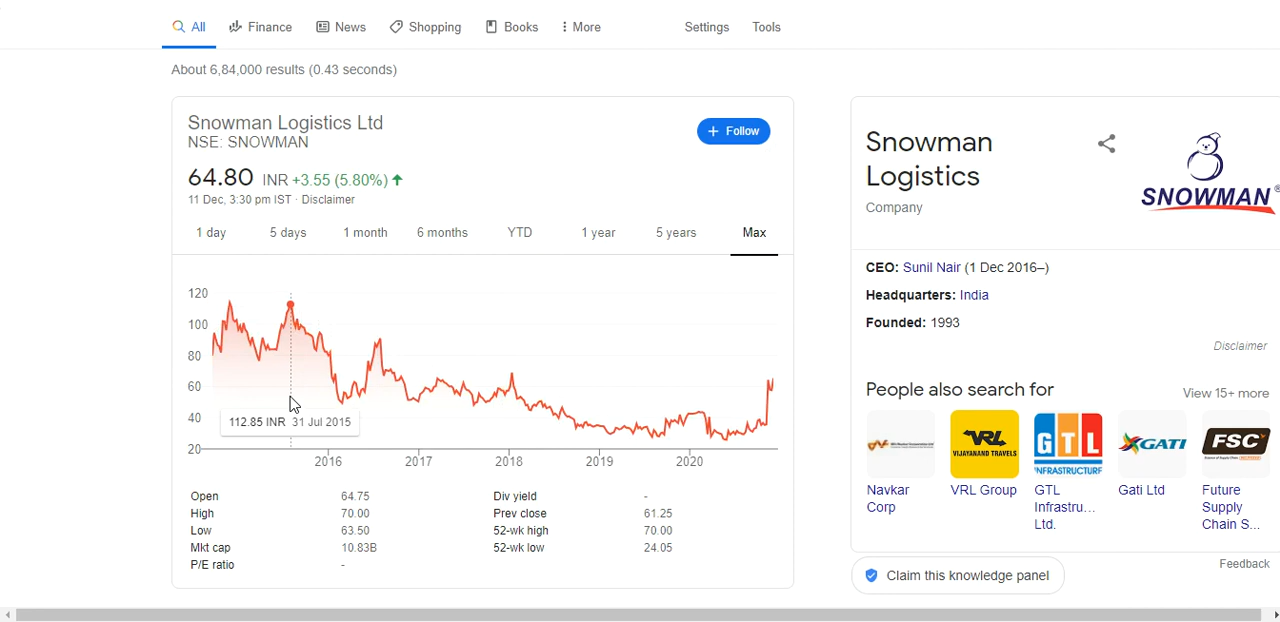 All
Finance
News
Shopping
Books
More
Settings
Tools
About 6,84,000 results (0.43 seconds)
Snowman Logistics Ltd
NSE: SNOWMAN
+ Follow
64.80 INR +3.55 (5.80%)
11 Dec, 3:30 pm IST · Disclaimer
1 day
5 days
1 month
6 months
YTD
1 year
5 years
Max
120
100
80
60
40
20
112.85 INR 31 Jul 2015
2016
2017
2018
2019
2020
Open 64.75
High 70.00
Low 63.50
Mkt cap 10.83B
P/E ratio -
Div yield -
Prev close 61.25
52-wk high 70.00
52-wk low 24.05
Snowman
Logistics
Company
SNOWMAN®
CEO: Sunil Nair (1 Dec 2016–)
Headquarters: India
Founded: 1993
Disclaimer
People also search for
View 15+ more
VRL
VIJAYANAND TRAVELS
GTL
INFRASTRUCTURE
GATI
FSC
Navkar
Corp
VRL Group
GTL
Infrastru...
Ltd.
Gati Ltd
Future
Supply
Chain S...
Feedback
Claim this knowledge panel